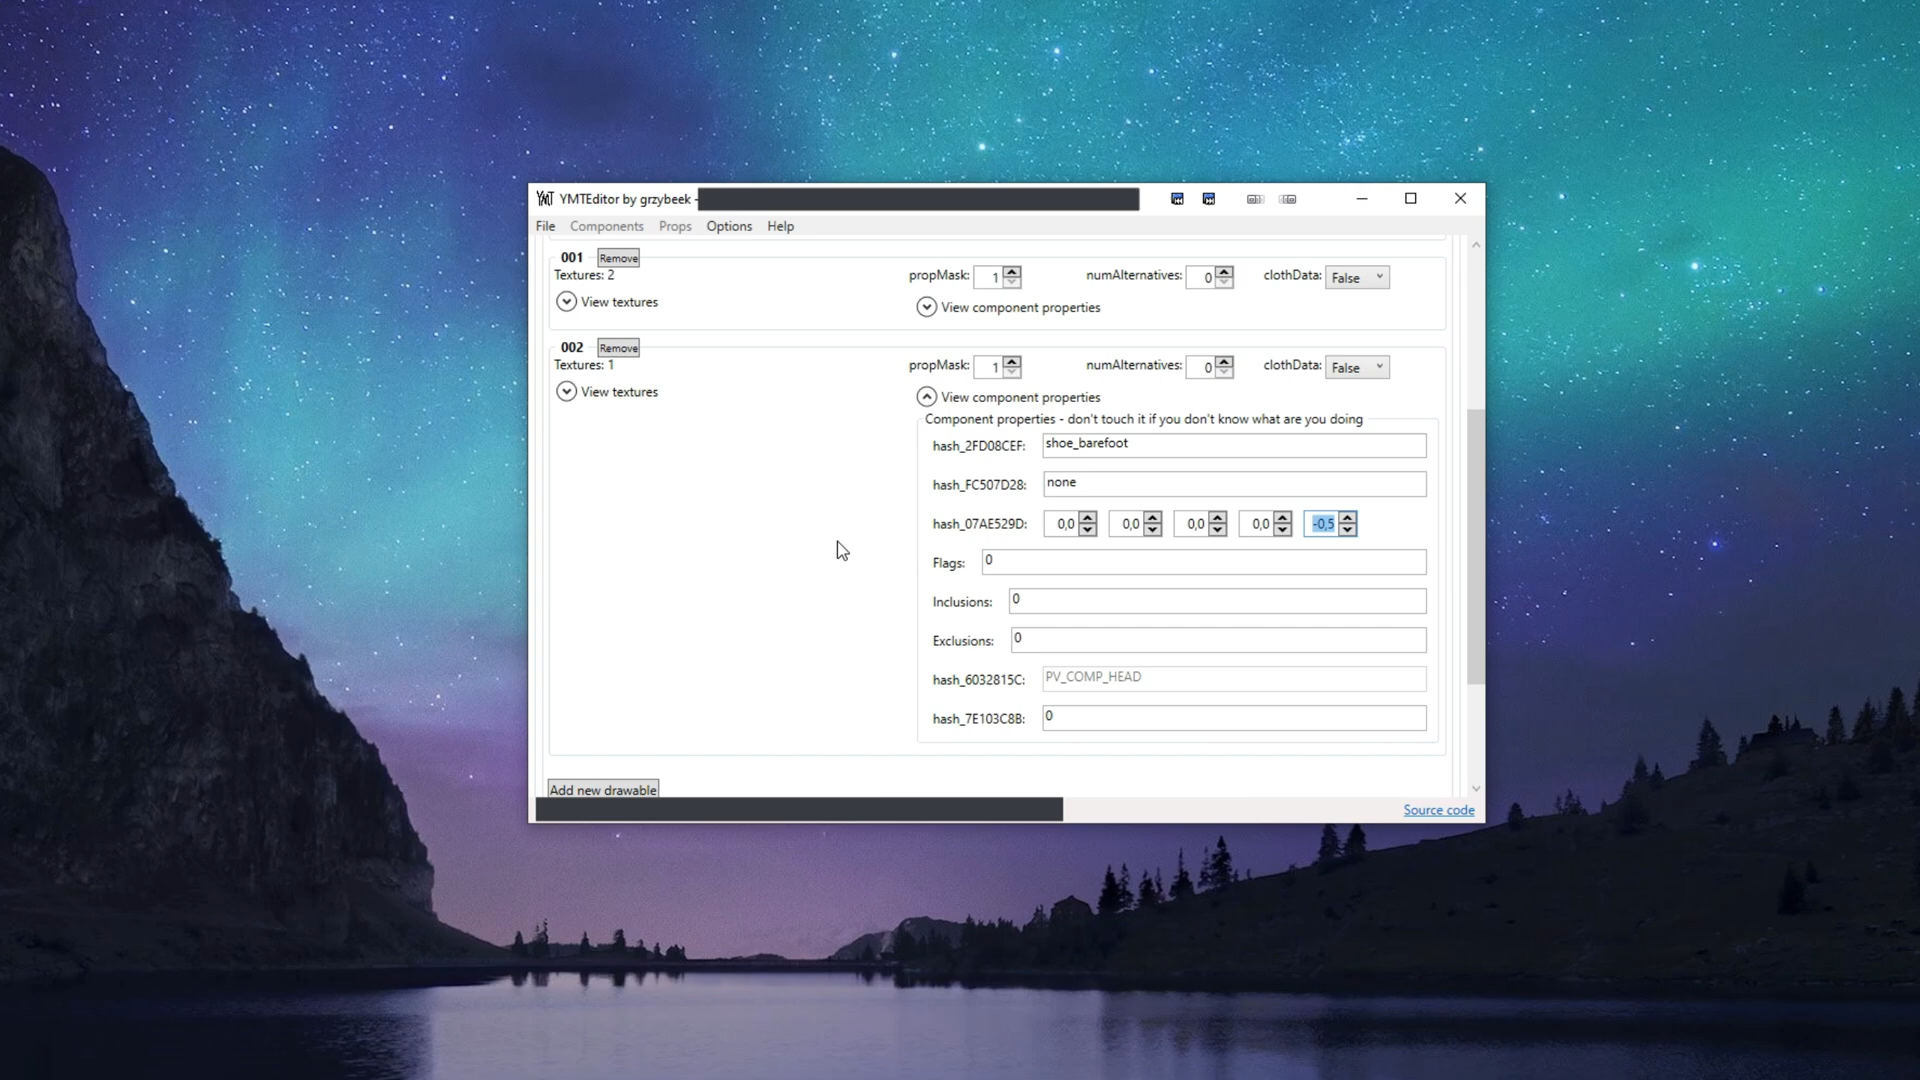 YMT YMTEditor by grzybeek -
File Components Props Options Help
001 Remove
Textures: 2 propMask: 1 numAlternatives: 0 clothData: False
View textures View component properties
002 Remove
Textures: 1 propMask: 1 numAlternatives: 0 clothData: False
View textures View component properties
Component properties - don't touch it if you don't know what are you doing
hash_2FD08CEF: shoe_barefoot
hash_FC507D28: none
hash_07AE529D: 0,0 0,0 0,0 0,0 -0,5
Flags: 0
Inclusions: 0
Exclusions: 0
hash_6032815C: PV_COMP_HEAD
hash_7E103C8B: 0
Add new drawable
Source code